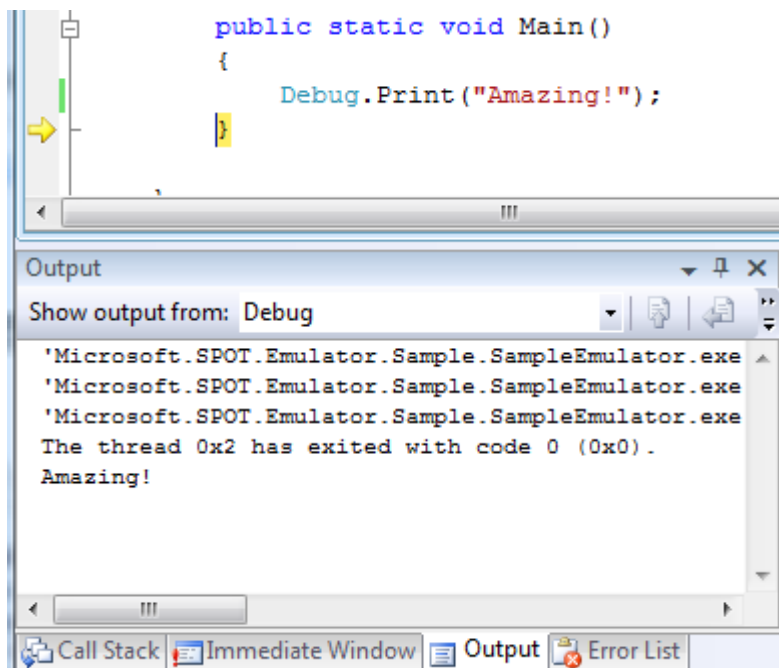 public static void Main()
{
Debug.Print("Amazing!");
}
Output
Show output from: Debug
'Microsoft.SPOT.Emulator.Sample.SampleEmulator.exe
'Microsoft.SPOT.Emulator.Sample.SampleEmulator.exe
'Microsoft.SPOT.Emulator.Sample.SampleEmulator.exe
The thread 0x2 has exited with code 0 (0x0).
Amazing!
Call Stack Immediate Window Output Error List